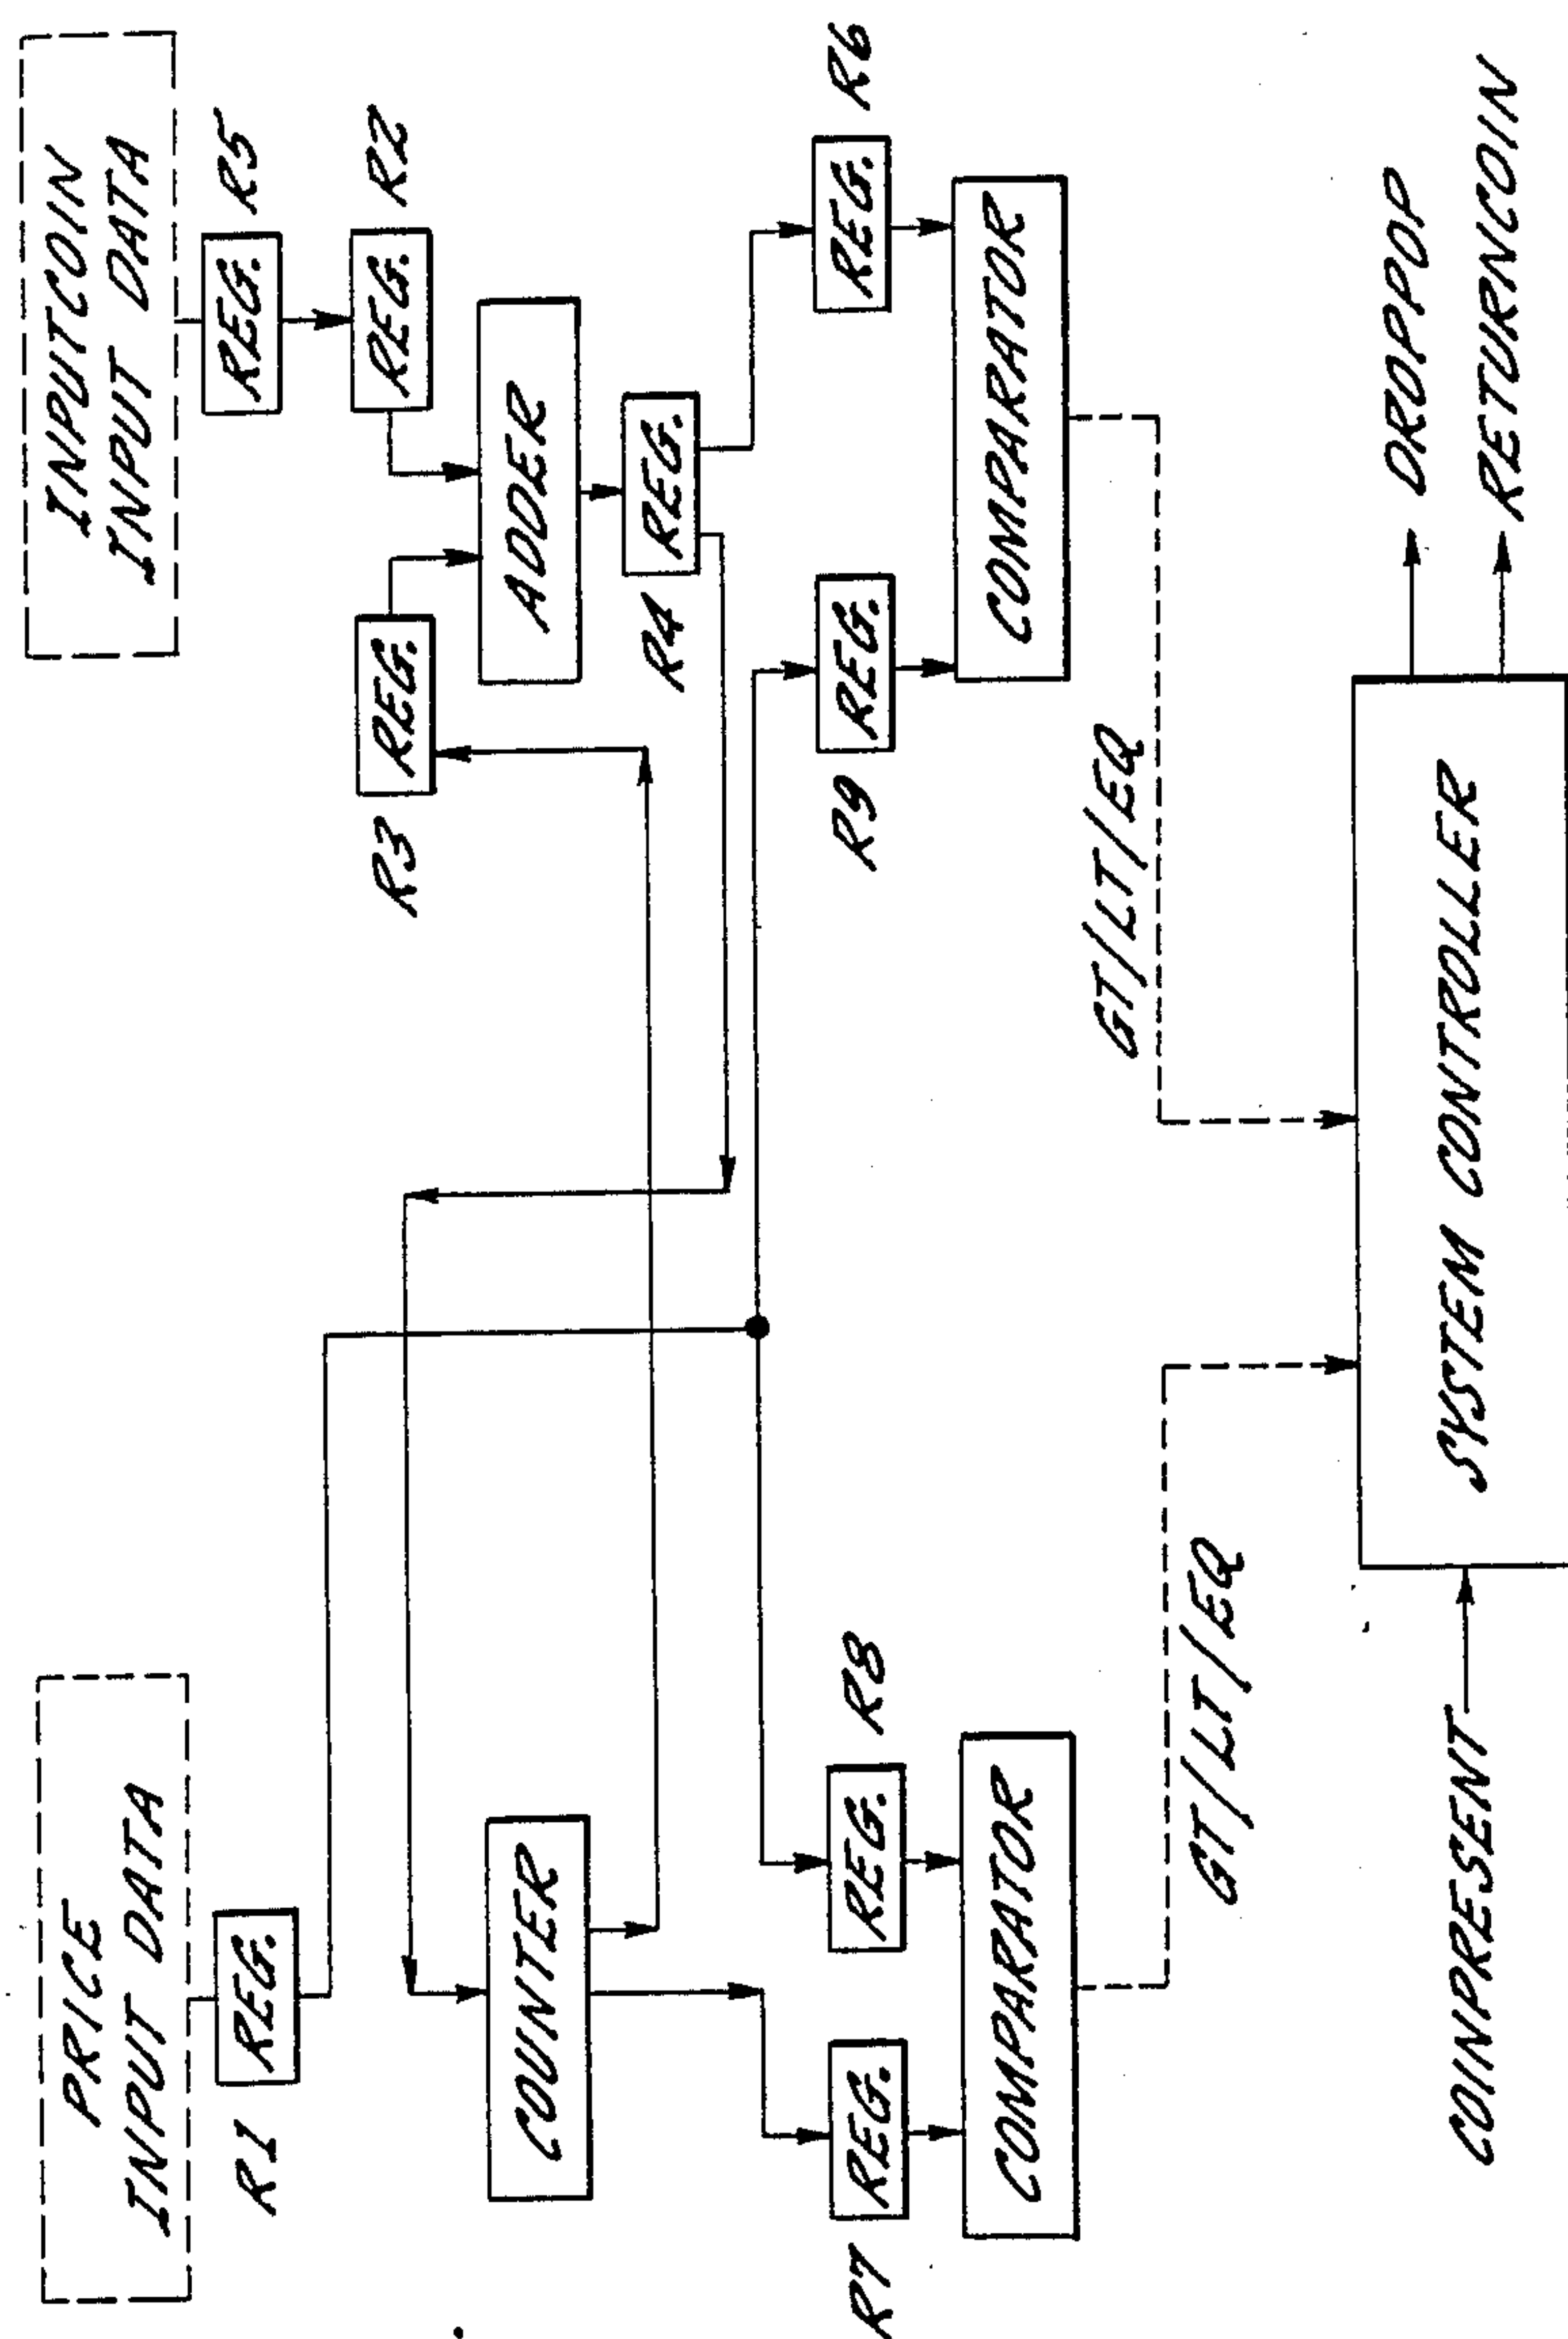 PRICE
INPUT DATA
INPUTCOIN
INPUT DATA
R1
REG.
REG.
R5
R3
REG.
REG.
R2
COUNTER
ADDER
R4
REG.
R7
REG.
REG.
R8
R9
REG.
REG.
R6
COMPARATOR
COMPARATOR
GT/LT/EQ
GT/LT/EQ
COINPRESENT
SYSTEM CONTROLLER
DROPPOP
RETURNCOIN